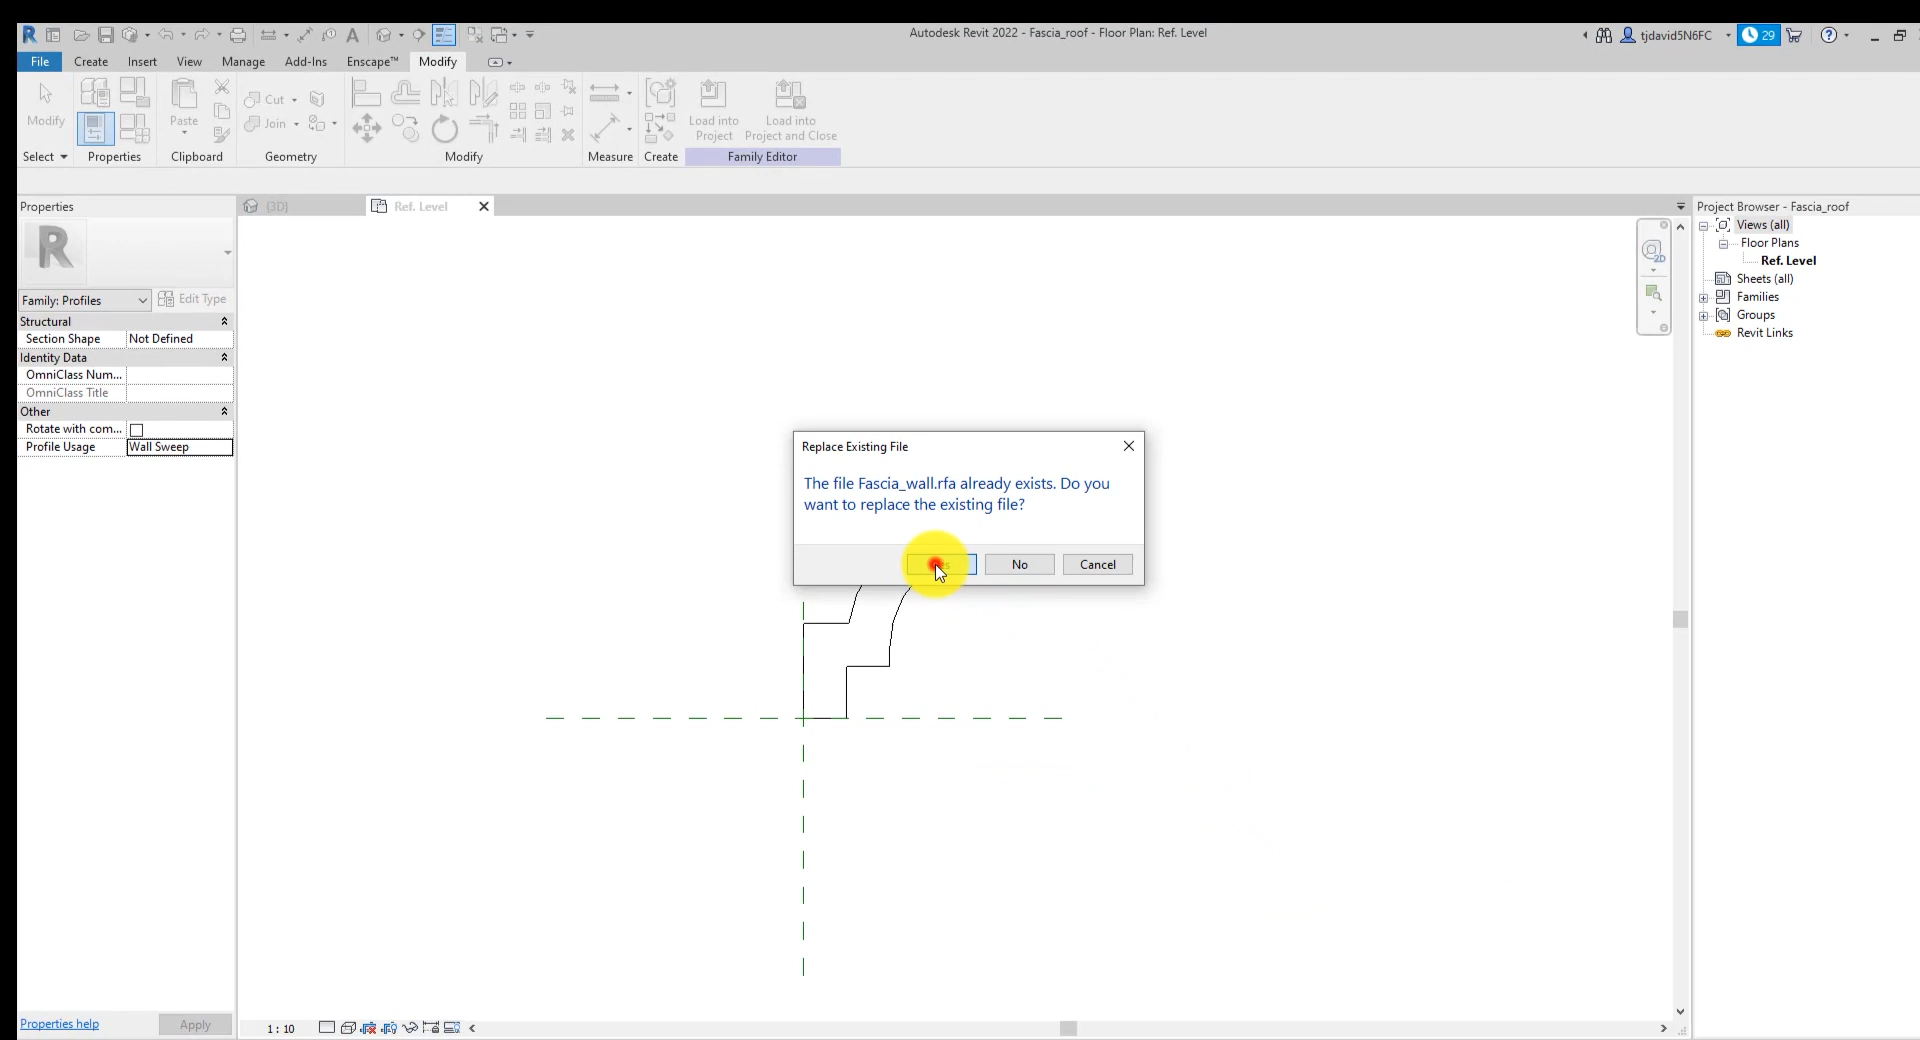 Autodesk Revit 2022 - Fascia_roof - Floor Plan: Ref. Level
tjdavid5N6FC
29
File Create Insert View Manage Add-Ins Enscape™ Modify
Modify
Paste
Cut
Join
Load into
Project
Load into
Project and Close
Select Properties Clipboard Geometry Modify Measure Create Family Editor
Properties
{3D}
Ref. Level
Project Browser - Fascia_roof
Views (all)
Floor Plans
Ref. Level
Sheets (all)
Families
Groups
Revit Links
2D
R
Family: Profiles
Edit Type
Structural
Section Shape Not Defined
Identity Data
OmniClass Num...
OmniClass Title
Other
Rotate with com...
Profile Usage Wall Sweep
Replace Existing File
The file Fascia_wall.rfa already exists. Do you
want to replace the existing file?
No Cancel
Properties help
Apply
1 : 10